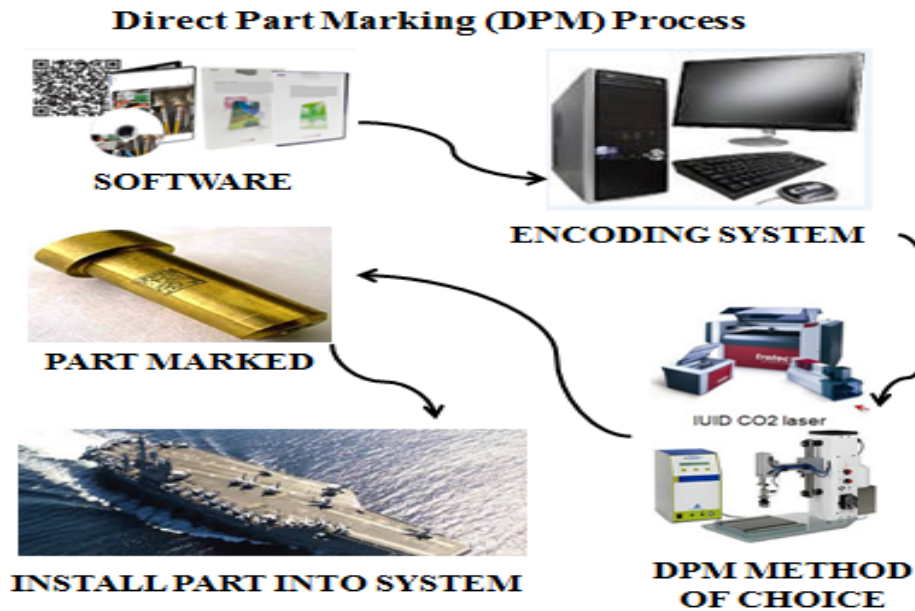 Direct Part Marking (DPM) Process
SOFTWARE
ENCODING SYSTEM
PART MARKED
trotec
IUID CO2 laser
INSTALL PART INTO SYSTEM
DPM METHOD
OF CHOICE